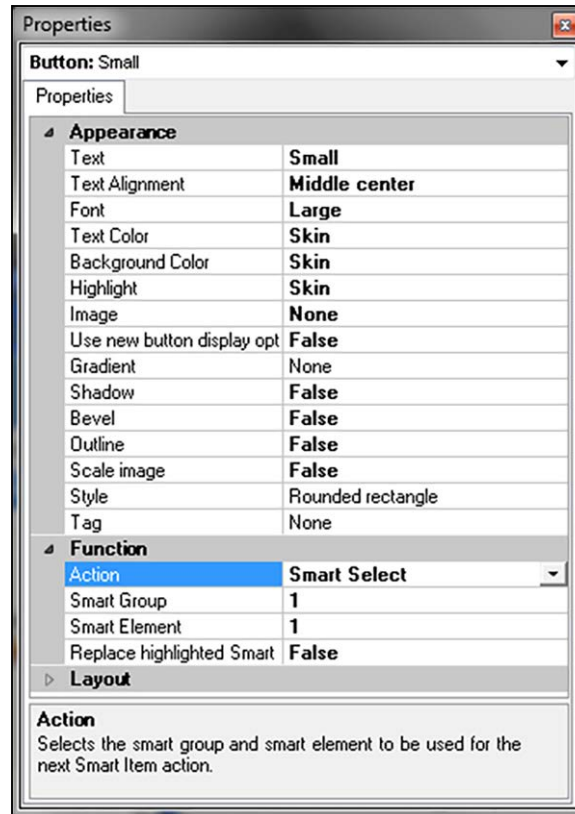 Properties
Button: Small
Properties
Appearance
Text Small
Text Alignment Middle center
Font Large
Text Color Skin
Background Color Skin
Highlight Skin
Image None
Use new button display opt False
Gradient None
Shadow False
Bevel False
Outline False
Scale image False
Style Rounded rectangle
Tag None
Function
Action Smart Select
Smart Group 1
Smart Element 1
Replace highlighted Smart False
Layout
Action
Selects the smart group and smart element to be used for the
next Smart Item action.